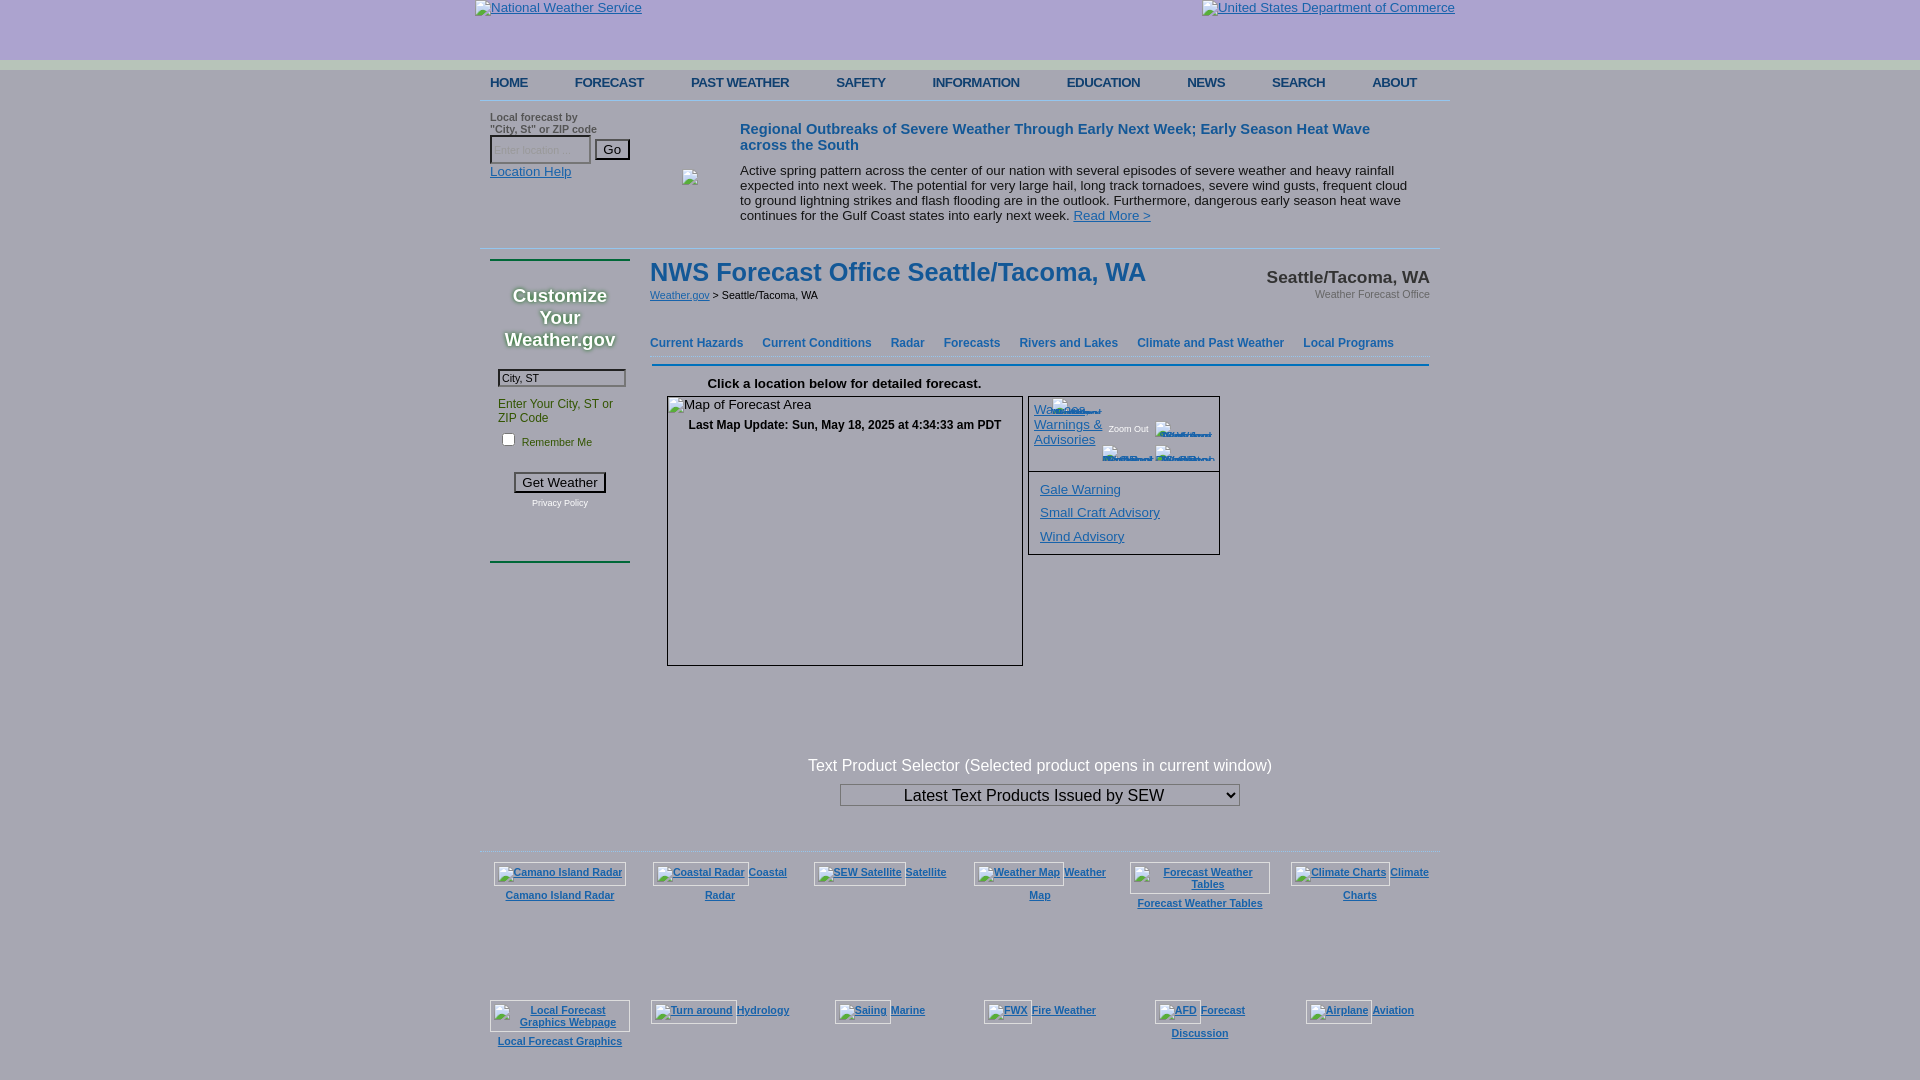 National Weather Service
United States Department of Commerce
HOME FORECAST PAST WEATHER SAFETY INFORMATION EDUCATION NEWS SEARCH ABOUT
Local forecast by
"City, St" or ZIP code
Enter location ...
Go
Location Help
Regional Outbreaks of Severe Weather Through Early Next Week; Early Season Heat Wave
across the South
Active spring pattern across the center of our nation with several episodes of severe weather and heavy rainfall
expected into next week. The potential for very large hail, long track tornadoes, severe wind gusts, frequent cloud
to ground lightning strikes and flash flooding are in the outlook. Furthermore, dangerous early season heat wave
continues for the Gulf Coast states into early next week. Read More >
Customize
Your
Weather.gov
City, ST
Enter Your City, ST or
ZIP Code
Remember Me
Get Weather
Privacy Policy
NWS Forecast Office Seattle/Tacoma, WA
Weather.gov > Seattle/Tacoma, WA
Seattle/Tacoma, WA
Weather Forecast Office
Current Hazards Current Conditions Radar Forecasts Rivers and Lakes Climate and Past Weather Local Programs
Click a location below for detailed forecast.
Map of Forecast Area
Last Map Update: Sun, May 18, 2025 at 4:34:33 am PDT
Warnings &
Advisories
Zoom Out
Gale Warning
Small Craft Advisory
Wind Advisory
Text Product Selector (Selected product opens in current window)
Latest Text Products Issued by SEW
Camano Island Radar
Camano Island Radar
Coastal Radar Coastal
Radar
SEW Satellite Satellite
Weather Map Weather
Map
Forecast Weather
Tables
Forecast Weather Tables
Climate Charts Climate
Charts
Local Forecast
Graphics Webpage
Local Forecast Graphics
Turn around Hydrology
Saiing Marine
FWX Fire Weather
AFD Forecast
Discussion
Airplane Aviation